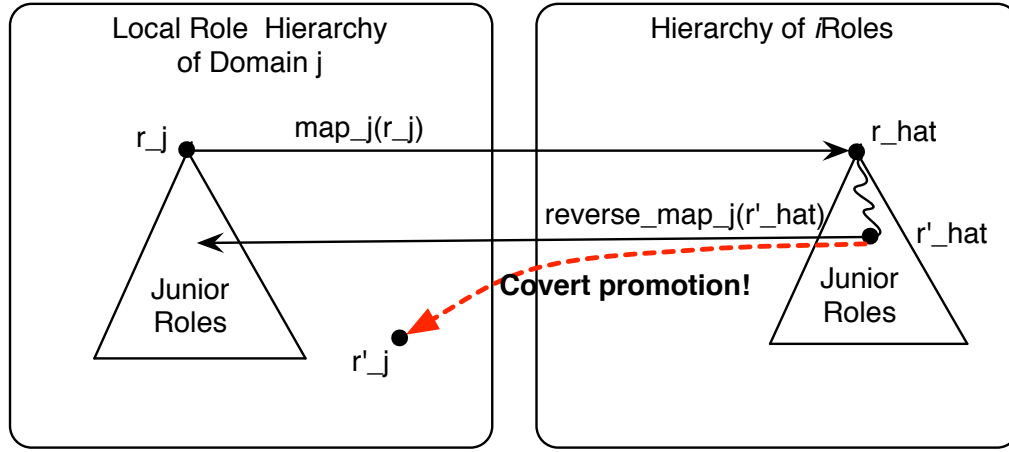 Local Role Hierarchy
of Domain j
Hierarchy of iRoles
r_j
map_j(r_j)
r_hat
reverse_map_j(r'_hat)
r'_hat
Junior
Roles
Covert promotion!
Junior
Roles
r'_j